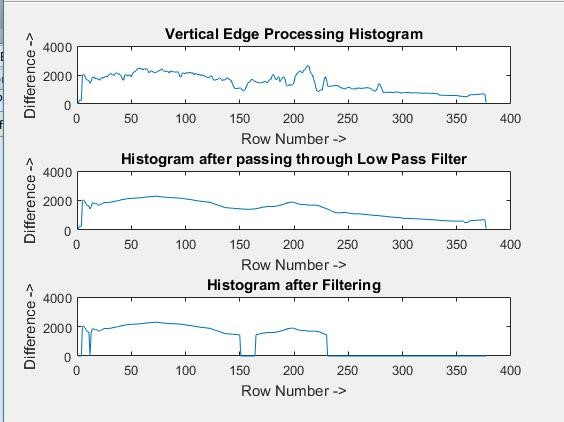 Vertical Edge Processing Histogram
Difference ->
4000
2000
0
0 50 100 150 200 250 300 350 400
Row Number ->
Histogram after passing through Low Pass Filter
Difference ->
4000
2000
0
0 50 100 150 200 250 300 350 400
Row Number ->
Histogram after Filtering
Difference ->
4000
2000
0
0 50 100 150 200 250 300 350 400
Row Number ->